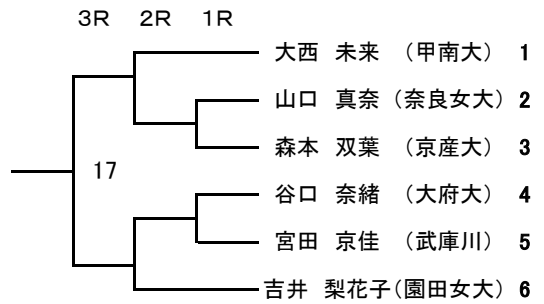 3R 2R 1R
大西 未来 （甲南大） 1
山口 真奈（奈良女大） 2
森本 双葉 （京産大） 3
17
谷口 奈緒 （大府大） 4
宮田 京佳 （武庫川） 5
吉井 梨花子（園田女大） 6